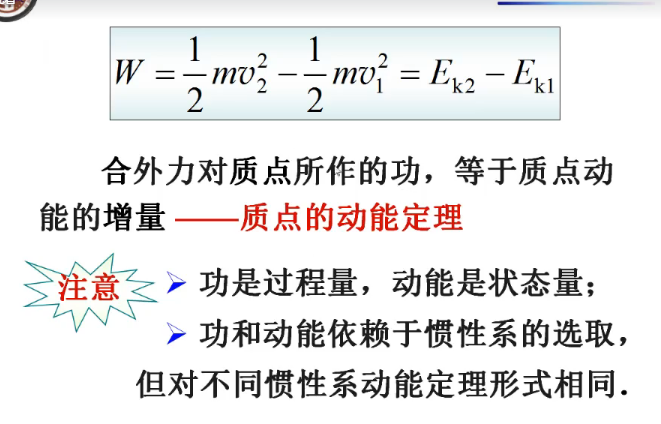 W = \frac{1}{2} mv_2^2 - \frac{1}{2} mv_1^2 = E_{k2} - E_{k1}
合外力对质点所作的功，等于质点动
能的增量 ——质点的动能定理
注意 ➢ 功是过程量，动能是状态量；
➢ 功和动能依赖于惯性系的选取，
但对不同惯性系动能定理形式相同．